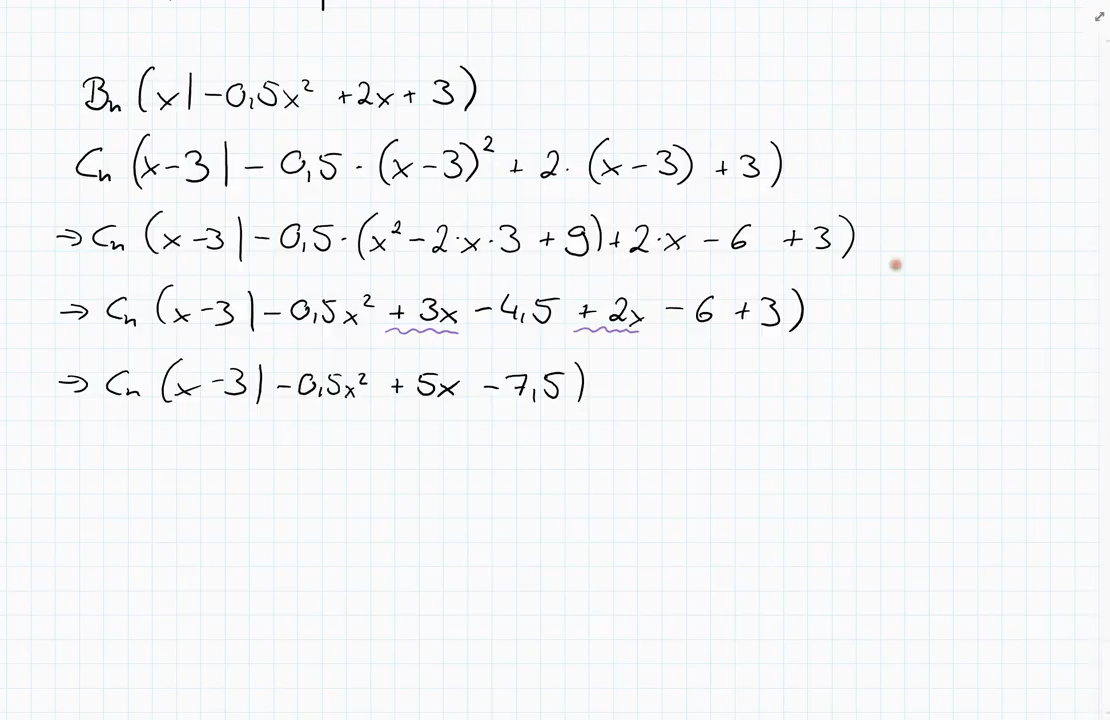 Bn (x | -0,5x² +2x + 3)
Cn (x-3 | - 0,5 · (x-3)² + 2 · (x-3) + 3)
⇒ Cn (x-3 | -0,5 · (x² - 2·x·3 + 9) + 2·x - 6 + 3)
⇒ Cn (x-3 | -0,5x² + 3x - 4,5 + 2x - 6 + 3)
⇒ Cn (x-3 | -0,5x² + 5x - 7,5)